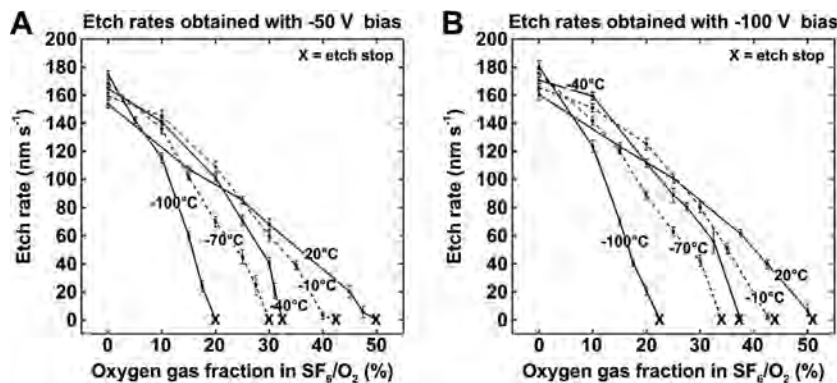 A
Etch rates obtained with -50 V bias
200
180
160
140
120
100
80
60
40
20
0
Etch rate (nm s⁻¹)
X = etch stop
-100°C
-70°C
-40°C
-10°C
20°C
X X X X X
0 10 20 30 40 50
Oxygen gas fraction in SF₆/O₂ (%)
B
Etch rates obtained with -100 V bias
200
180
160
140
120
100
80
60
40
20
0
Etch rate (nm s⁻¹)
X = etch stop
-40°C
-100°C
-70°C
-10°C
20°C
X X X X X
0 10 20 30 40 50
Oxygen gas fraction in SF₆/O₂ (%)